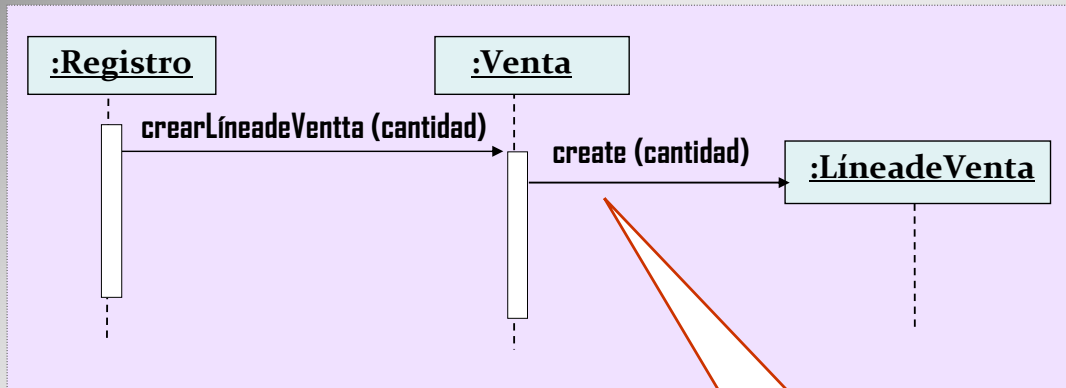 :Registro
:Venta
crearLíneadeVentta (cantidad)
create (cantidad)
:LíneadeVenta